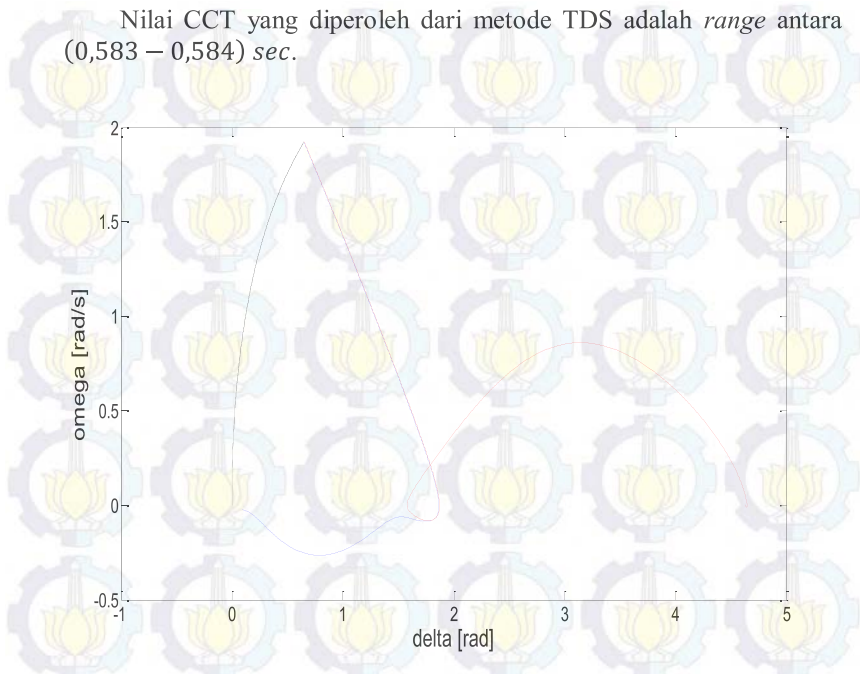 Nilai CCT yang diperoleh dari metode TDS adalah range antara
(0,583 − 0,584) sec.
2
1.5
1
0.5
0
-0.5
omega [rad/s]
-1 0 1 2 3 4 5
delta [rad]